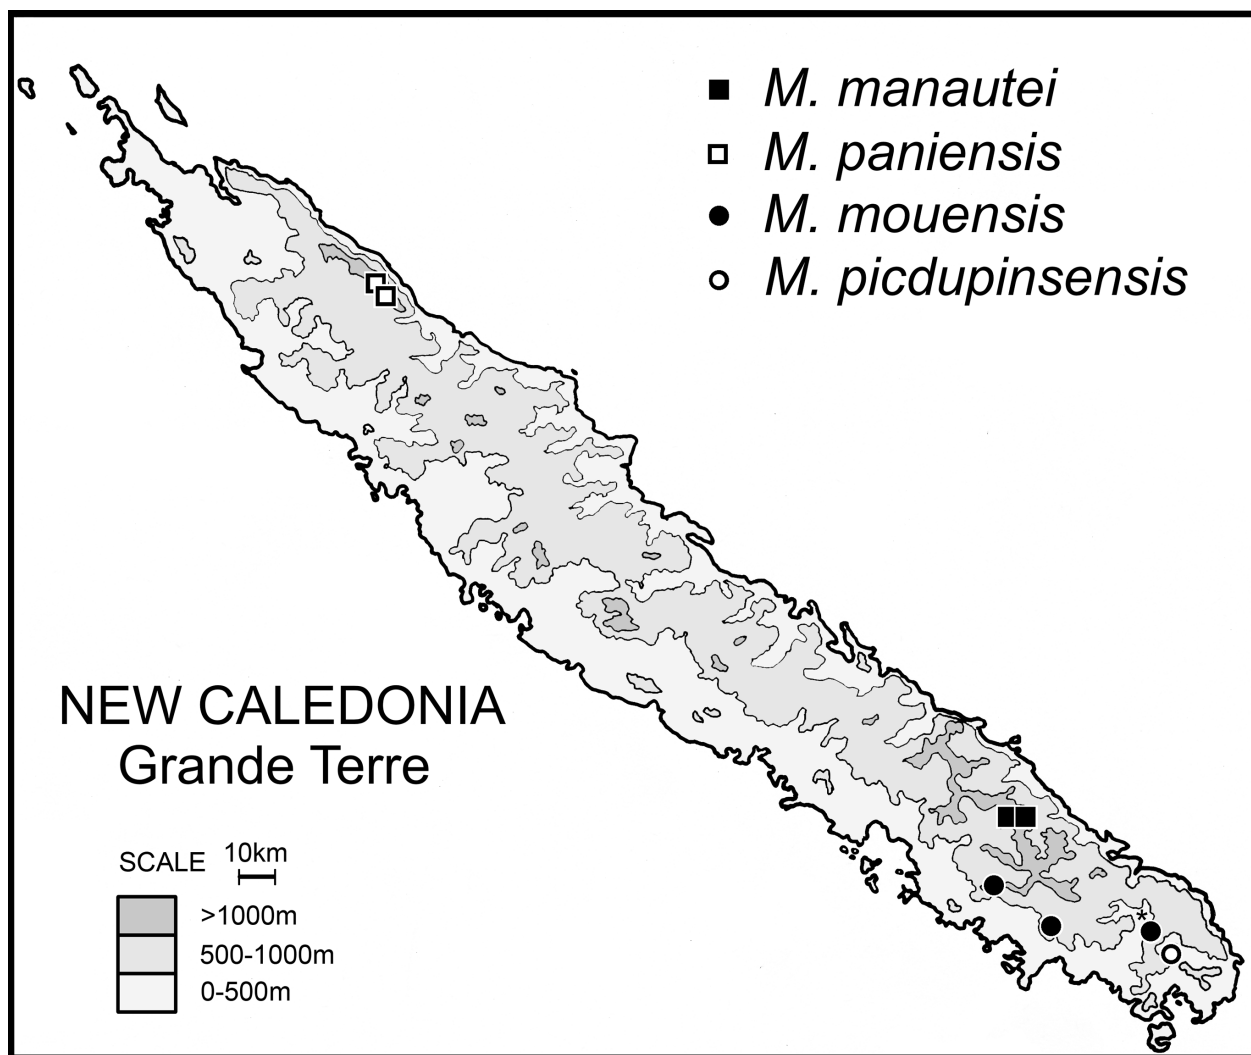 M. manautei
M. paniensis
M. mouensis
M. picdupinsensis
NEW CALEDONIA
Grande Terre
SCALE 10km
>1000m
500-1000m
0-500m
*